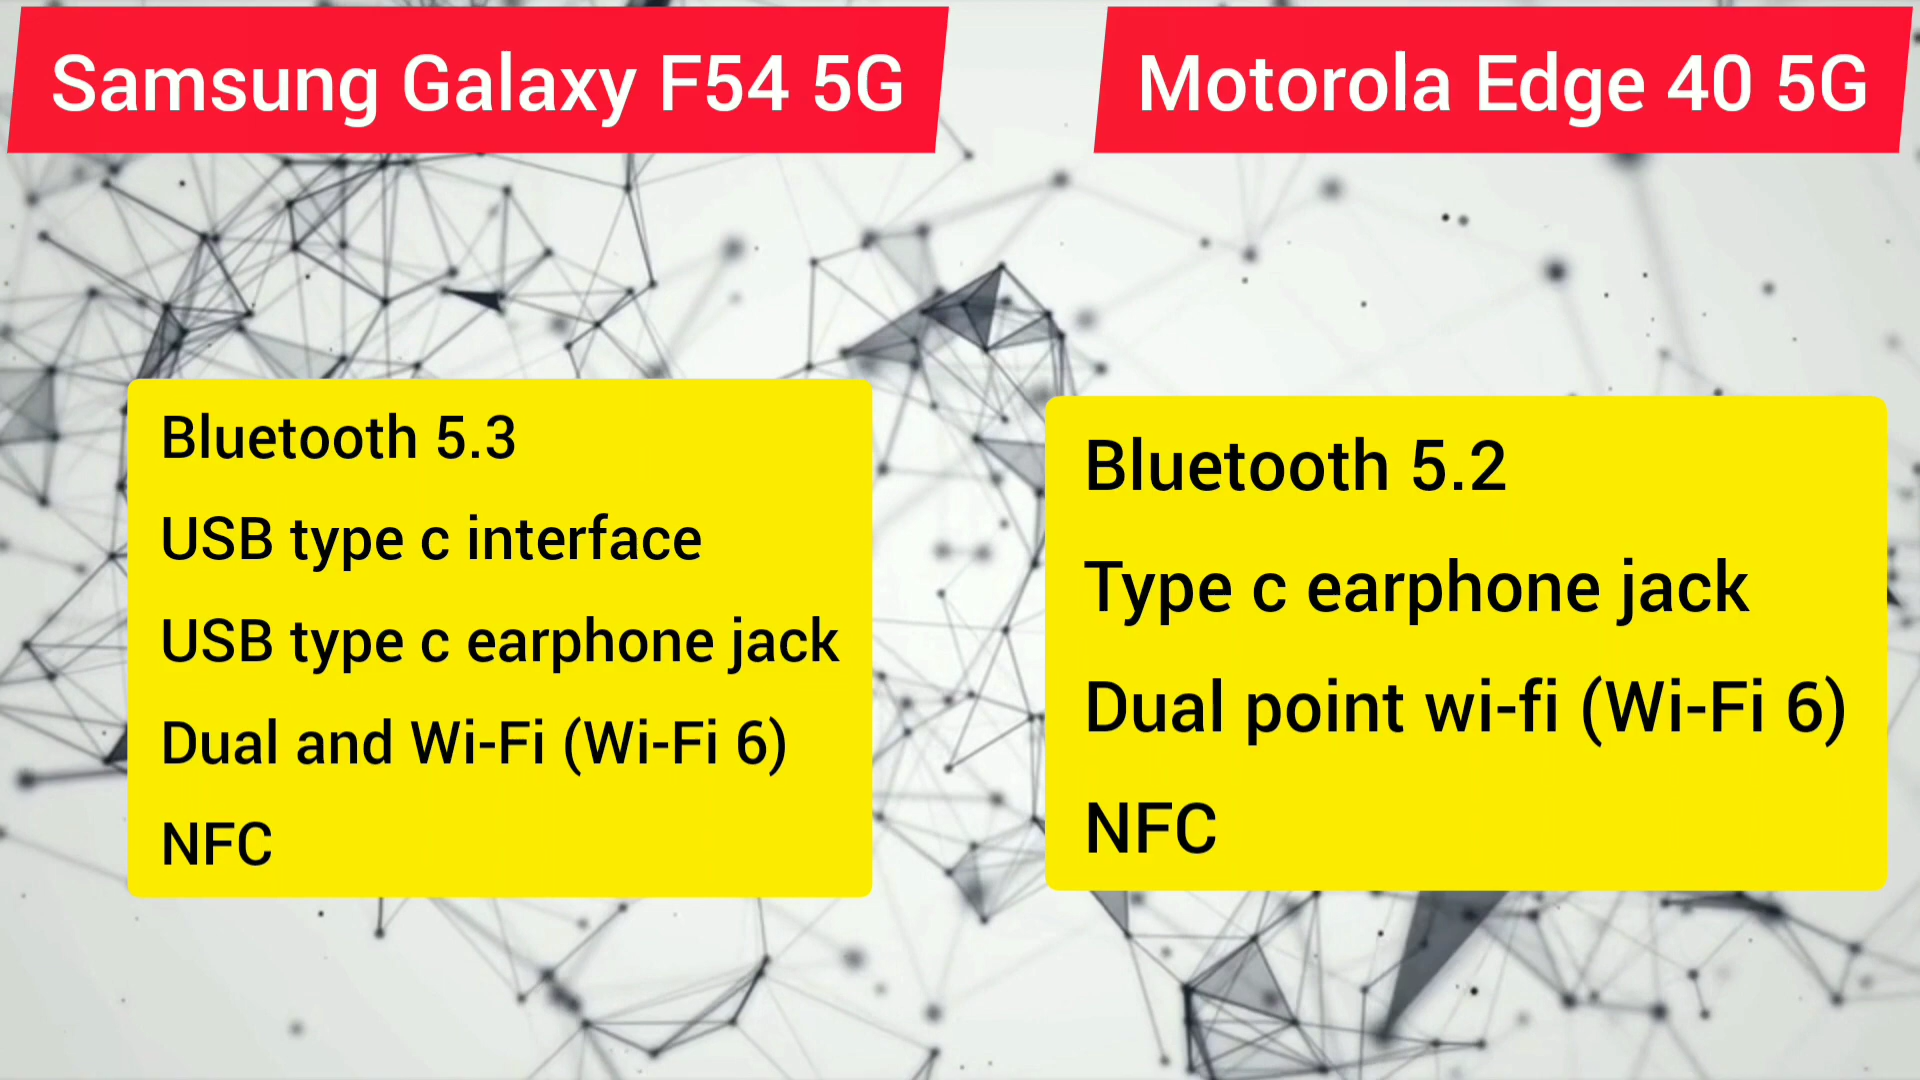 Samsung Galaxy F54 5G
Motorola Edge 40 5G
Bluetooth 5.3
USB type c interface
USB type c earphone jack
Dual and Wi-Fi (Wi-Fi 6)
NFC
Bluetooth 5.2
Type c earphone jack
Dual point wi-fi (Wi-Fi 6)
NFC